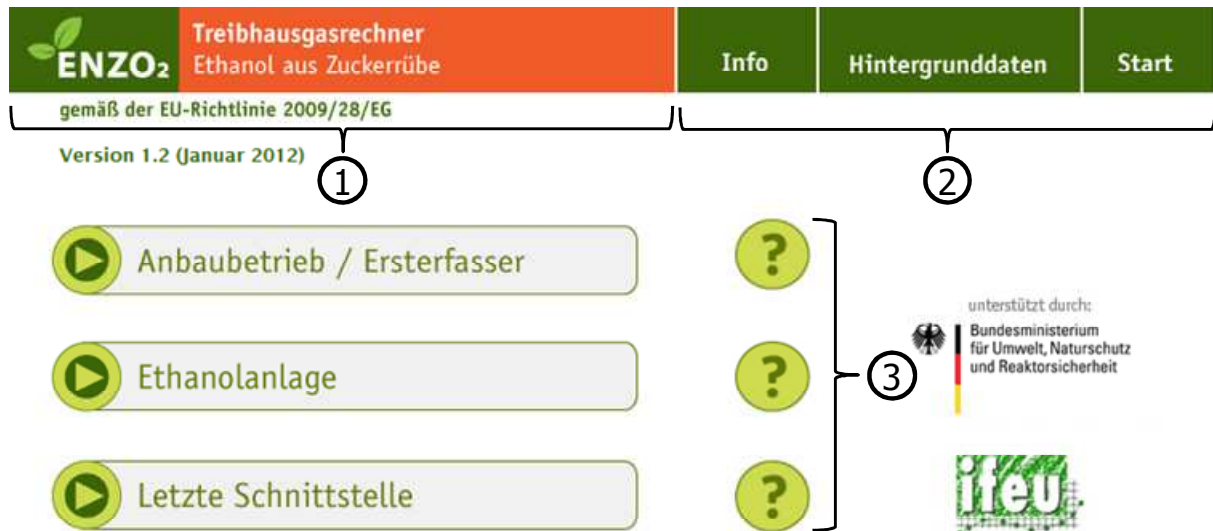 ENZO₂
Treibhausgasrechner
Ethanol aus Zuckerrübe
Info
Hintergrunddaten
Start
gemäß der EU-Richtlinie 2009/28/EG
Version 1.2 (Januar 2012)
1
2
Anbaubetrieb / Ersterfasser
?
unterstützt durch:
Bundesministerium
für Umwelt, Naturschutz
und Reaktorsicherheit
Ethanolanlage
?
3
Letzte Schnittstelle
?
ifeu